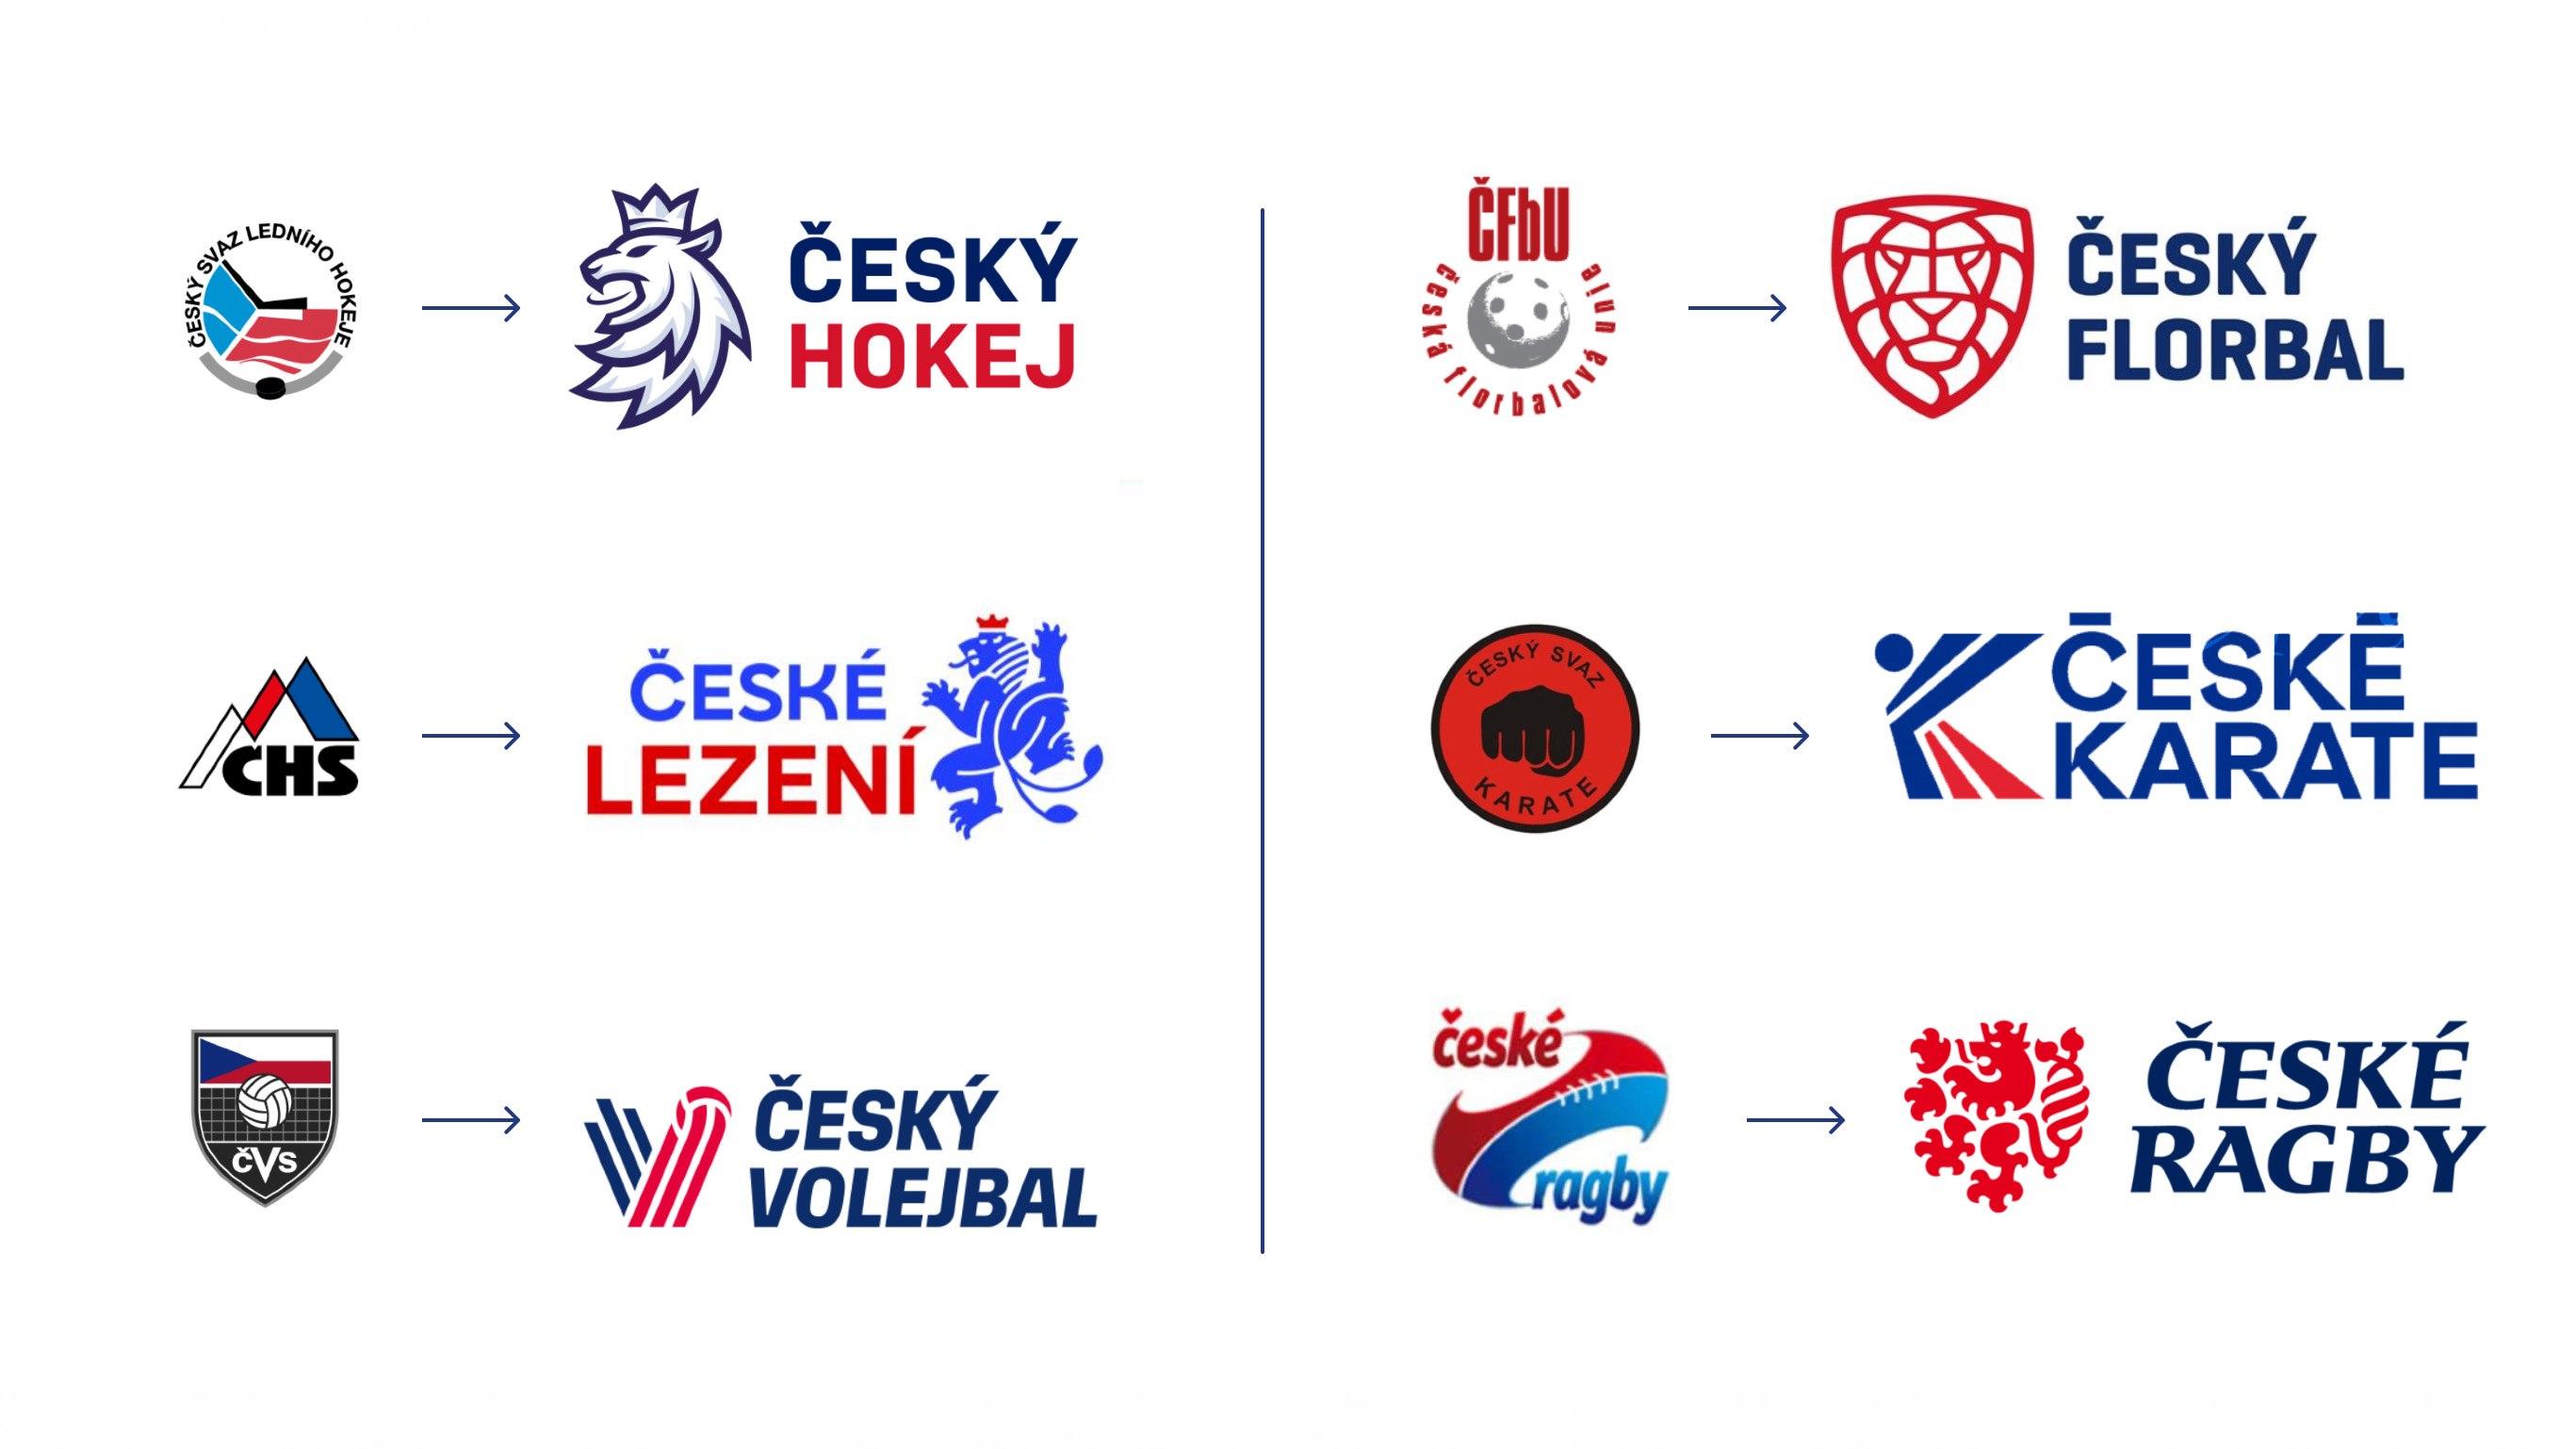 ČESKÝ SVAZ LEDNÍHO HOKEJE
ČESKÝ
HOKEJ
ČHS
ČESKÉ
LEZENÍ
ČVS
ČESKÝ
VOLEJBAL
ČFbU
česká florbalová unie
ČESKÝ
FLORBAL
ČESKÝ SVAZ
KARATE
ČESKÉ
KARATE
české
ragby
ČESKÉ
RAGBY